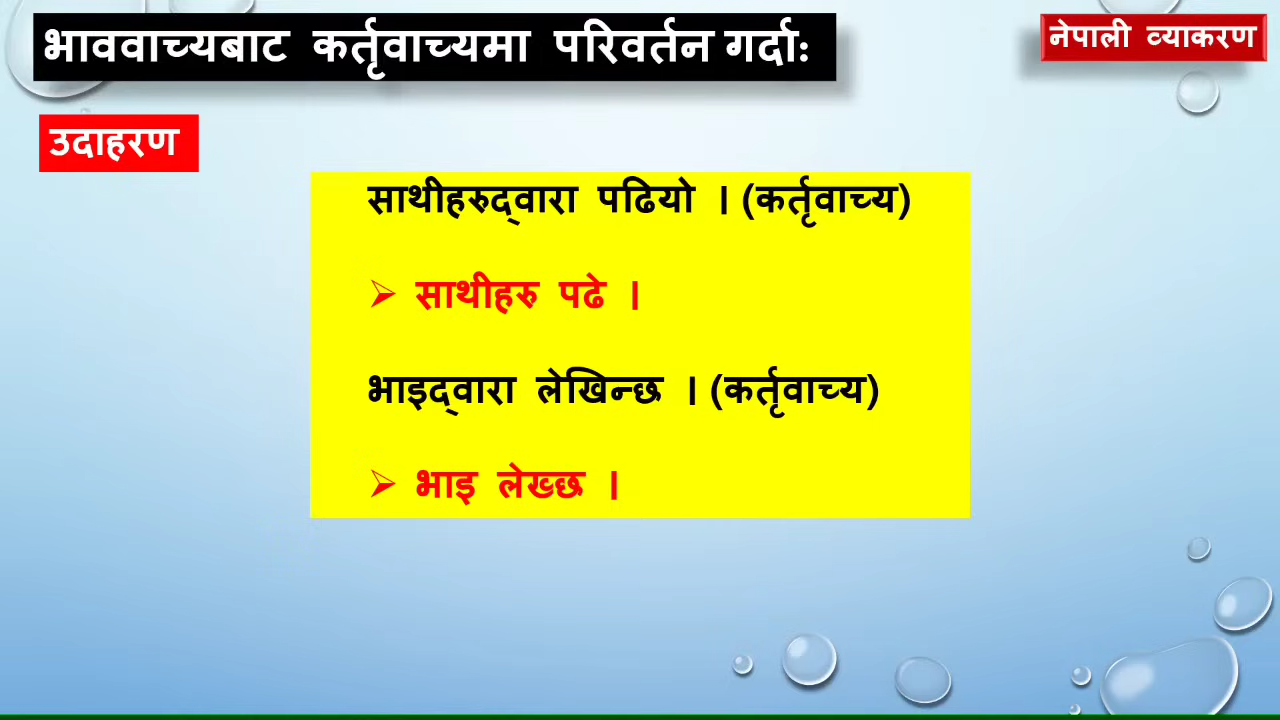 भाववाच्यबाट कर्तृवाच्यमा परिवर्तन गर्दाः
नेपाली व्याकरण
उदाहरण
साथीहरुद्वारा पढियो । (कर्तृवाच्य)
➢ साथीहरु पढे ।
भाइद्वारा लेखिन्छ । (कर्तृवाच्य)
➢ भाइ लेख्छ ।